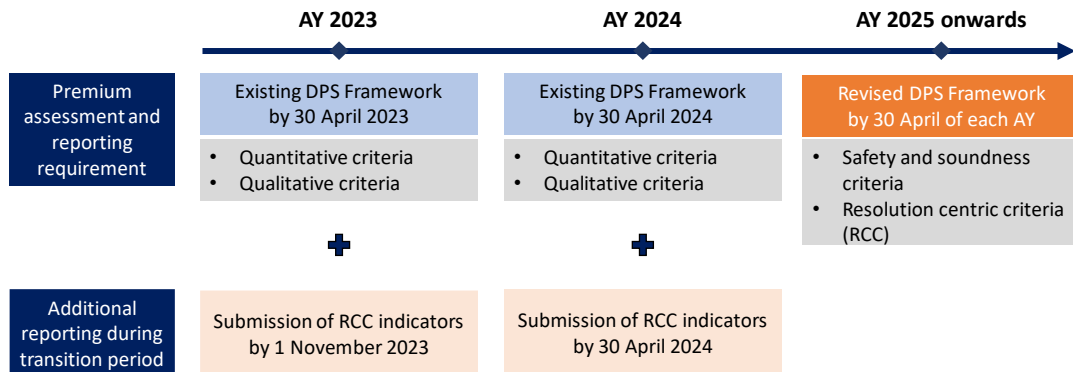 AY 2023
AY 2024
AY 2025 onwards
Premium
assessment and
reporting
requirement
Existing DPS Framework
by 30 April 2023
• Quantitative criteria
• Qualitative criteria
Existing DPS Framework
by 30 April 2024
• Quantitative criteria
• Qualitative criteria
Revised DPS Framework
by 30 April of each AY
• Safety and soundness
criteria
• Resolution centric criteria
(RCC)
Additional
reporting during
transition period
Submission of RCC indicators
by 1 November 2023
Submission of RCC indicators
by 30 April 2024